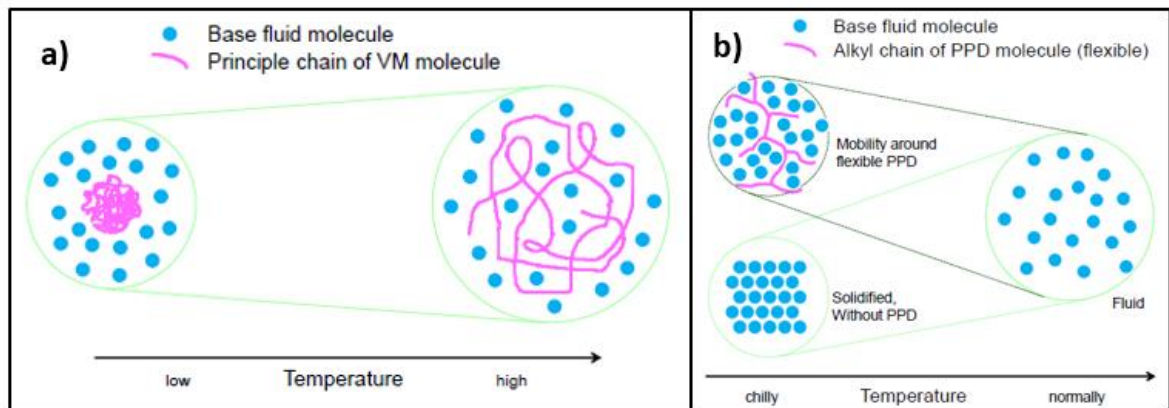 a)
Base fluid molecule
Principle chain of VM molecule
low
Temperature
high
b)
Base fluid molecule
Alkyl chain of PPD molecule (flexible)
Mobility around
flexible PPD
Solidified,
Without PPD
Fluid
chilly
Temperature
normally